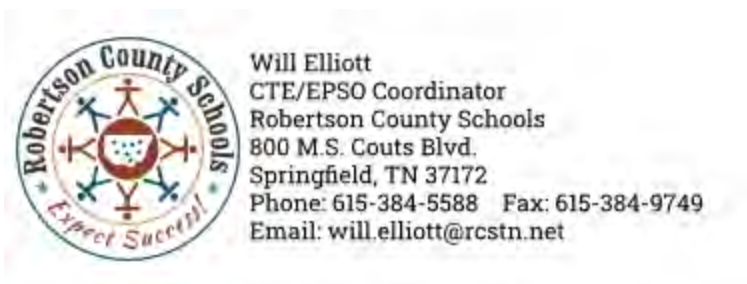 Robertson County Schools
Expect Success!
Will Elliott
CTE/EPSO Coordinator
Robertson County Schools
800 M.S. Couts Blvd.
Springfield, TN 37172
Phone: 615-384-5588 Fax: 615-384-9749
Email: will.elliott@rcstn.net